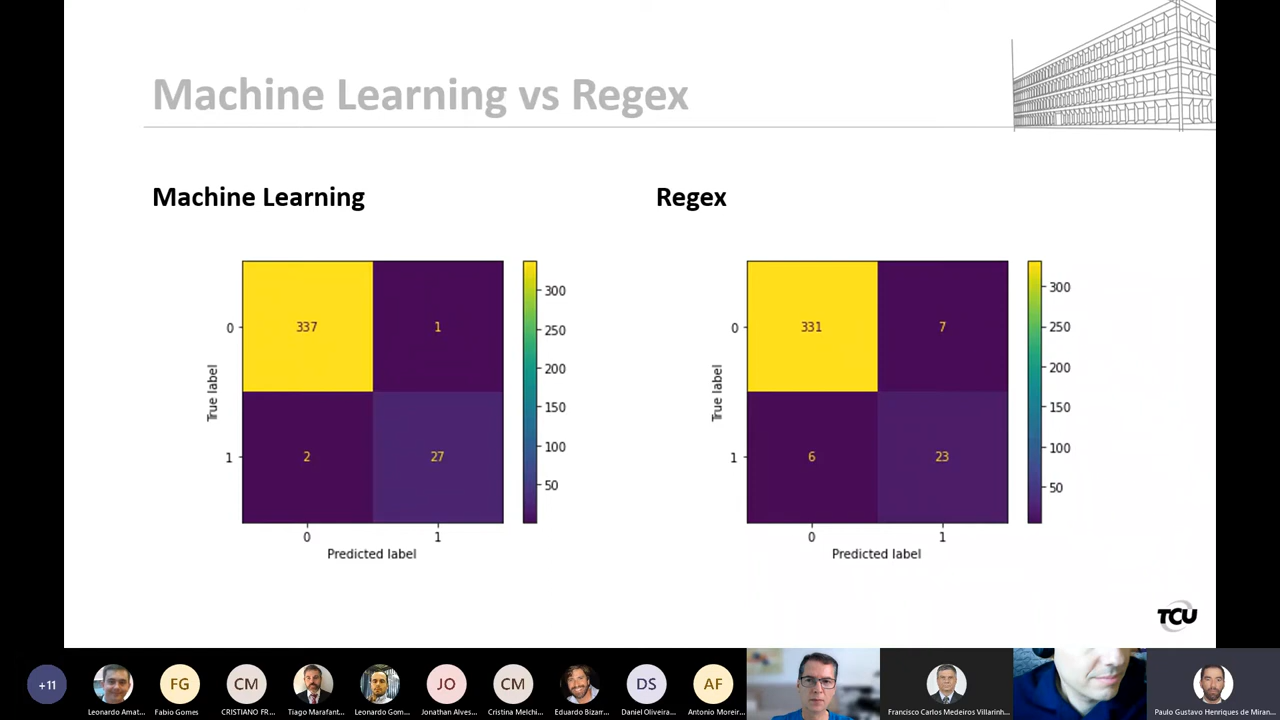 Machine Learning vs Regex
Machine Learning
Regex
337
1
2
27
0
1
True label
0
1
Predicted label
300
250
200
150
100
50
331
7
6
23
0
1
True label
0
1
Predicted label
300
250
200
150
100
50
TCU
+11
FG
CM
JO
CM
DS
AF
Leonardo Amat...
Fabio Gomes
CRISTIANO FR...
Tiago Marafant...
Leonardo Gom...
Jonathan Alves...
Cristina Melchi...
Eduardo Bizarr...
Daniel Oliveira...
Antonio Moreir...
Francisco Carlos Medeiros Villarinh...
Paulo Gustavo Henriques de Miran...